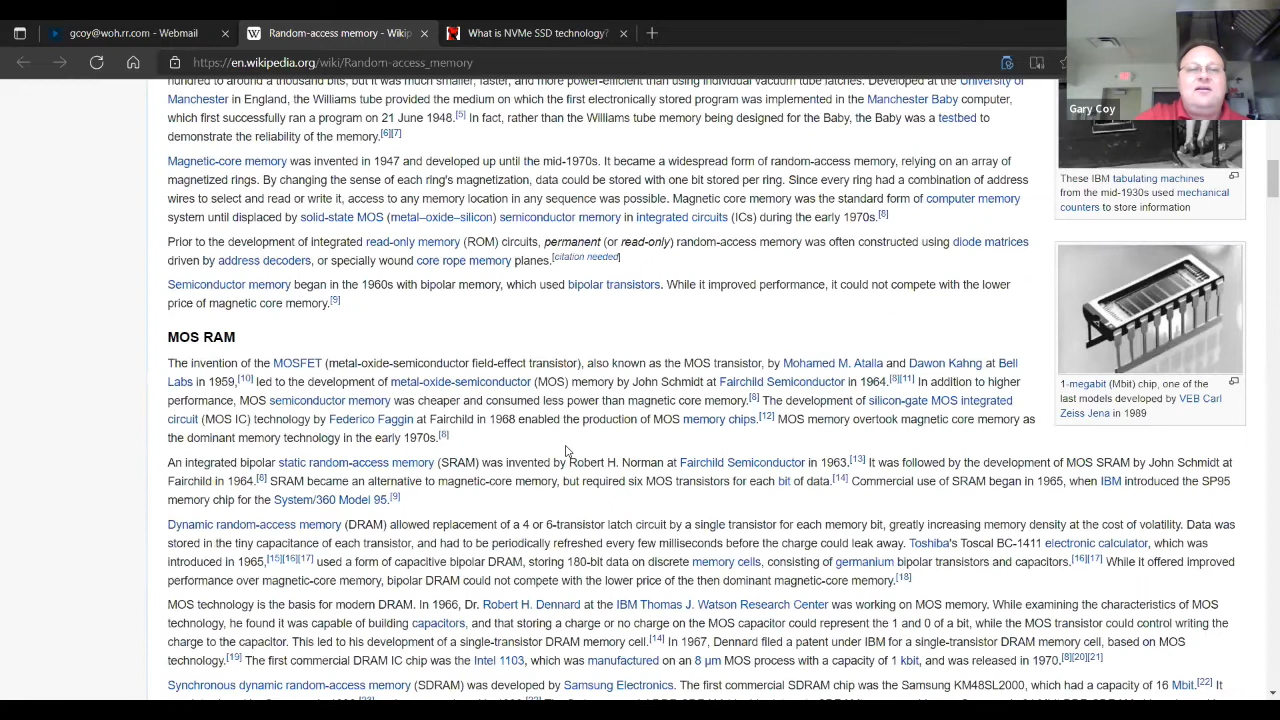 gcoy@woh.rr.com - Webmail
Random-access memory - Wikip
What is NVMe SSD technology?
https://en.wikipedia.org/wiki/Random-access_memory
Gary Coy
hundred to around a thousand bits, but it was much smaller, faster, and more power-efficient than using individual vacuum tube latches. Developed at the University of
Manchester in England, the Williams tube provided the medium on which the first electronically stored program was implemented in the Manchester Baby computer,
which first successfully ran a program on 21 June 1948.[5] In fact, rather than the Williams tube memory being designed for the Baby, the Baby was a testbed to
demonstrate the reliability of the memory.[6][7]
Magnetic-core memory was invented in 1947 and developed up until the mid-1970s. It became a widespread form of random-access memory, relying on an array of
magnetized rings. By changing the sense of each ring's magnetization, data could be stored with one bit stored per ring. Since every ring had a combination of address
wires to select and read or write it, access to any memory location in any sequence was possible. Magnetic core memory was the standard form of computer memory
system until displaced by solid-state MOS (metal–oxide–silicon) semiconductor memory in integrated circuits (ICs) during the early 1970s.[8]
Prior to the development of integrated read-only memory (ROM) circuits, permanent (or read-only) random-access memory was often constructed using diode matrices
driven by address decoders, or specially wound core rope memory planes.[citation needed]
Semiconductor memory began in the 1960s with bipolar memory, which used bipolar transistors. While it improved performance, it could not compete with the lower
price of magnetic core memory.[9]
These IBM tabulating machines
from the mid-1930s used mechanical
counters to store information
1-megabit (Mbit) chip, one of the
last models developed by VEB Carl
Zeiss Jena in 1989
MOS RAM
The invention of the MOSFET (metal-oxide-semiconductor field-effect transistor), also known as the MOS transistor, by Mohamed M. Atalla and Dawon Kahng at Bell
Labs in 1959,[10] led to the development of metal-oxide-semiconductor (MOS) memory by John Schmidt at Fairchild Semiconductor in 1964.[8][11] In addition to higher
performance, MOS semiconductor memory was cheaper and consumed less power than magnetic core memory.[8] The development of silicon-gate MOS integrated
circuit (MOS IC) technology by Federico Faggin at Fairchild in 1968 enabled the production of MOS memory chips.[12] MOS memory overtook magnetic core memory as
the dominant memory technology in the early 1970s.[8]
An integrated bipolar static random-access memory (SRAM) was invented by Robert H. Norman at Fairchild Semiconductor in 1963.[13] It was followed by the development of MOS SRAM by John Schmidt at
Fairchild in 1964.[8] SRAM became an alternative to magnetic-core memory, but required six MOS transistors for each bit of data.[14] Commercial use of SRAM began in 1965, when IBM introduced the SP95
memory chip for the System/360 Model 95.[9]
Dynamic random-access memory (DRAM) allowed replacement of a 4 or 6-transistor latch circuit by a single transistor for each memory bit, greatly increasing memory density at the cost of volatility. Data was
stored in the tiny capacitance of each transistor, and had to be periodically refreshed every few milliseconds before the charge could leak away. Toshiba's Toscal BC-1411 electronic calculator, which was
introduced in 1965,[15][16][17] used a form of capacitive bipolar DRAM, storing 180-bit data on discrete memory cells, consisting of germanium bipolar transistors and capacitors.[16][17] While it offered improved
performance over magnetic-core memory, bipolar DRAM could not compete with the lower price of the then dominant magnetic-core memory.[18]
MOS technology is the basis for modern DRAM. In 1966, Dr. Robert H. Dennard at the IBM Thomas J. Watson Research Center was working on MOS memory. While examining the characteristics of MOS
technology, he found it was capable of building capacitors, and that storing a charge or no charge on the MOS capacitor could represent the 1 and 0 of a bit, while the MOS transistor could control writing the
charge to the capacitor. This led to his development of a single-transistor DRAM memory cell.[14] In 1967, Dennard filed a patent under IBM for a single-transistor DRAM memory cell, based on MOS
technology.[19] The first commercial DRAM IC chip was the Intel 1103, which was manufactured on an 8 μm MOS process with a capacity of 1 kbit, and was released in 1970.[8][20][21]
Synchronous dynamic random-access memory (SDRAM) was developed by Samsung Electronics. The first commercial SDRAM chip was the Samsung KM48SL2000, which had a capacity of 16 Mbit.[22] It